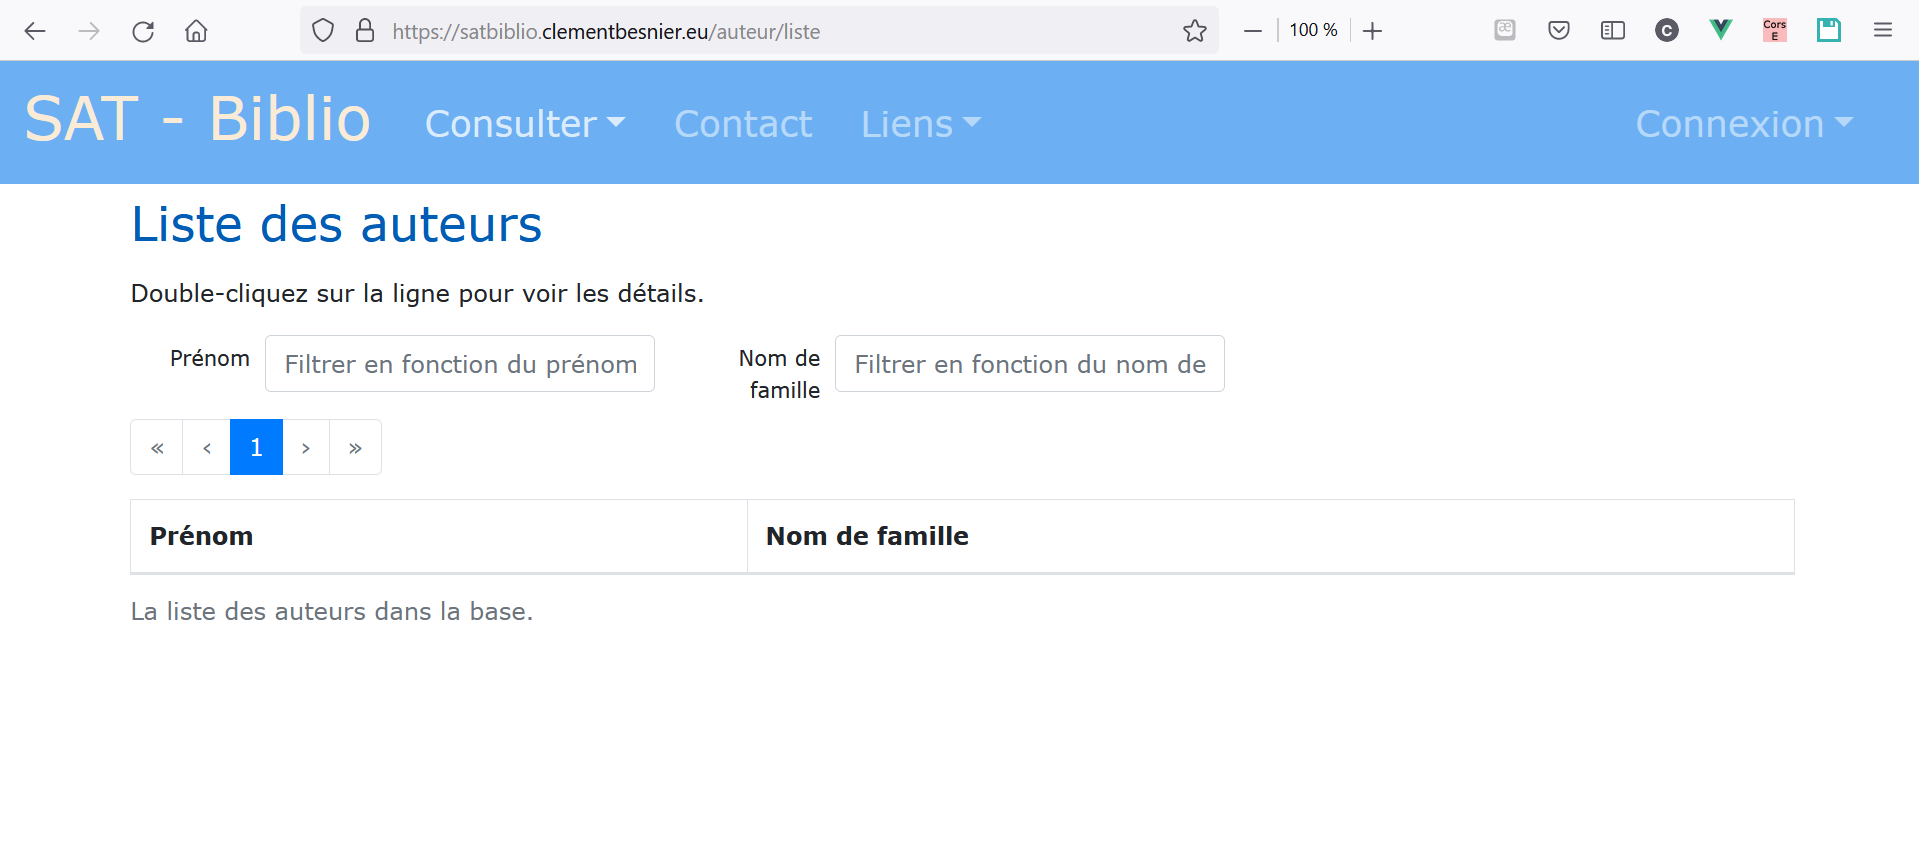 https://satbiblio.clementbesnier.eu/auteur/liste
100 %
æ
C
Cors
E
SAT - Biblio
Consulter
Contact
Liens
Connexion
Liste des auteurs
Double-cliquez sur la ligne pour voir les détails.
Prénom
Filtrer en fonction du prénom
Nom de
famille
Filtrer en fonction du nom de
« ‹ 1 › »
Prénom
Nom de famille
La liste des auteurs dans la base.